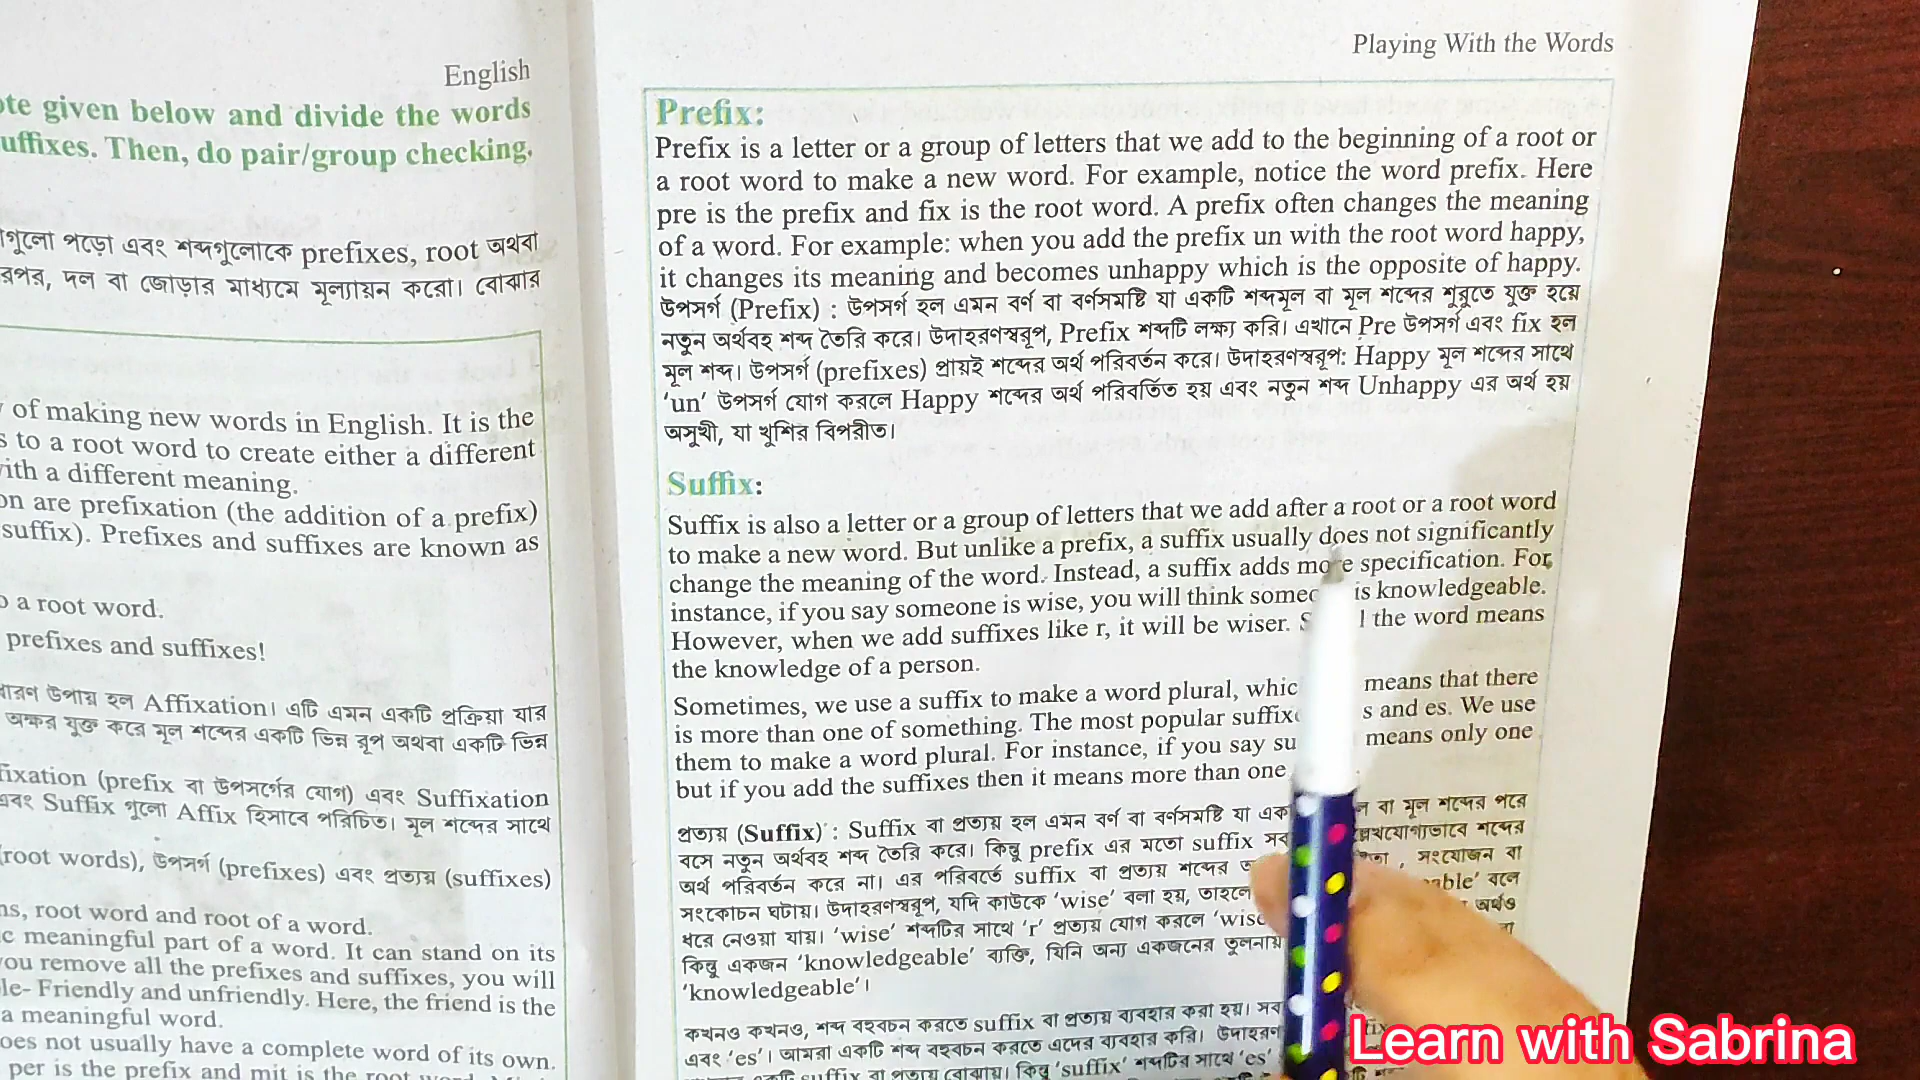 English
te given below and divide the words
uffixes. Then, do pair/group checking.
গুলো পড়ো এবং শব্দগুলোকে prefixes, root অথবা
রপর, দল বা জোড়ার মাধ্যমে মূল্যায়ন করো। বোঝার
of making new words in English. It is the
s to a root word to create either a different
with a different meaning.
on are prefixation (the addition of a prefix)
suffix). Prefixes and suffixes are known as
o a root word.
prefixes and suffixes!
ধারণ উপায় হল Affixation। এটি এমন একটি প্রক্রিয়া যার
অক্ষর যুক্ত করে মূল শব্দের একটি ভিন্ন রূপ অথবা একটি ভিন্ন
fixation (prefix বা উপসর্গের যোগ) এবং Suffixation
এবং Suffix গুলো Affix হিসাবে পরিচিত। মূল শব্দের সাথে
(root words), উপসর্গ (prefixes) এবং প্রত্যয় (suffixes)
ns, root word and root of a word.
c meaningful part of a word. It can stand on its
you remove all the prefixes and suffixes, you will
le- Friendly and unfriendly. Here, the friend is the
a meaningful word.
oes not usually have a complete word of its own.
per is the prefix and mit is the root
Playing With the Words
Prefix:
Prefix is a letter or a group of letters that we add to the beginning of a root or
a root word to make a new word. For example, notice the word prefix. Here
pre is the prefix and fix is the root word. A prefix often changes the meaning
of a word. For example: when you add the prefix un with the root word happy,
it changes its meaning and becomes unhappy which is the opposite of happy.
উপসর্গ (Prefix) : উপসর্গ হল এমন বর্ণ বা বর্ণসমষ্টি যা একটি শব্দমূল বা মূল শব্দের শুরুতে যুক্ত হয়ে
নতুন অর্থবহ শব্দ তৈরি করে। উদাহরণস্বরূপ, Prefix শব্দটি লক্ষ্য করি। এখানে Pre উপসর্গ এবং fix হল
মূল শব্দ। উপসর্গ (prefixes) প্রায়ই শব্দের অর্থ পরিবর্তন করে। উদাহরণস্বরূপ: Happy মূল শব্দের সাথে
'un' উপসর্গ যোগ করলে Happy শব্দের অর্থ পরিবর্তিত হয় এবং নতুন শব্দ Unhappy এর অর্থ হয়
অসুখী, যা খুশির বিপরীত।
Suffix:
Suffix is also a letter or a group of letters that we add after a root or a root word
to make a new word. But unlike a prefix, a suffix usually does not significantly
change the meaning of the word. Instead, a suffix adds more specification. For
instance, if you say someone is wise, you will think someo is knowledgeable.
However, when we add suffixes like r, it will be wiser. S l the word means
the knowledge of a person.
Sometimes, we use a suffix to make a word plural, whic means that there
is more than one of something. The most popular suffix s and es. We use
them to make a word plural. For instance, if you say su means only one
but if you add the suffixes then it means more than one
প্রত্যয় (Suffix) : Suffix বা প্রত্যয় হল এমন বর্ণ বা বর্ণসমষ্টি যা এক ল বা মূল শব্দের পরে
বসে নতুন অর্থবহ শব্দ তৈরি করে। কিন্তু prefix এর মতো suffix সব ল্লেখযোগ্যভাবে শব্দের
অর্থ পরিবর্তন করে না। এর পরিবর্তে suffix বা প্রত্যয় শব্দের অ , সংযোজন বা
সংকোচন ঘটায়। উদাহরণস্বরূপ, যদি কাউকে 'wise' বলা হয়, তাহলে able' বলে
ধরে নেওয়া যায়। 'wise' শব্দটির সাথে 'r' প্রত্যয় যোগ করলে 'wise অর্থও
কিন্তু একজন 'knowledgeable' ব্যক্তি, যিনি অন্য একজনের তুলনায়
'knowledgeable'।
কখনও কখনও, শব্দ বহুবচন করতে suffix বা প্রত্যয় ব্যবহার করা হয়। সব
এবং 'es'। আমরা একটি শব্দ বহুবচন করতে এদের ব্যবহার করি। উদাহরণ
একটি suffix বা প্রত্যয় বোঝায়। কিন্তু 'suffix' শব্দটির সাথে 'es'
Learn with Sabrina